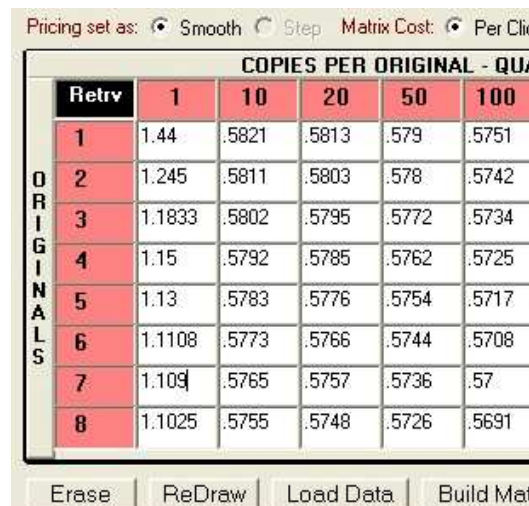 Pricing set as: Smooth Step Matrix Cost: Per Clic
COPIES PER ORIGINAL - QUA
Retrv 1 10 20 50 100
ORIGINALS
1 1.44 .5821 .5813 .579 .5751
2 1.245 .5811 .5803 .578 .5742
3 1.1833 .5802 .5795 .5772 .5734
4 1.15 .5792 .5785 .5762 .5725
5 1.13 .5783 .5776 .5754 .5717
6 1.1108 .5773 .5766 .5744 .5708
7 1.109 .5765 .5757 .5736 .57
8 1.1025 .5755 .5748 .5726 .5691
Erase ReDraw Load Data Build Mat